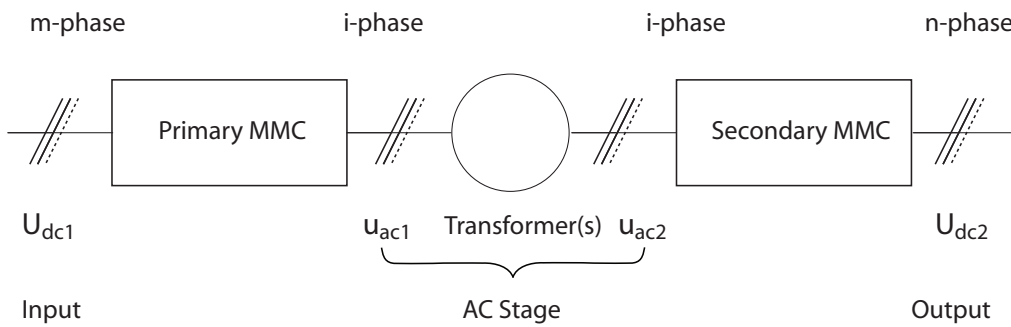 m-phase i-phase i-phase n-phase
Primary MMC Secondary MMC
U_dc1 u_ac1 Transformer(s) u_ac2 U_dc2
Input AC Stage Output